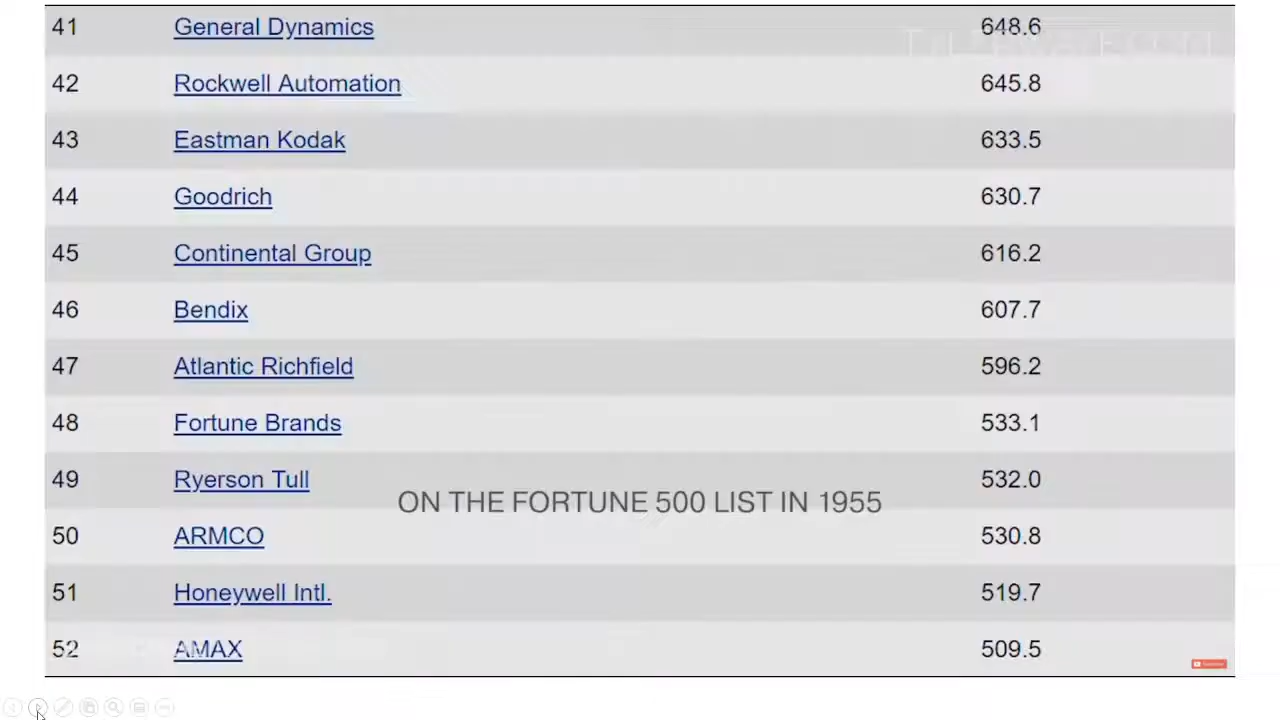 41 General Dynamics 648.6
42 Rockwell Automation 645.8
43 Eastman Kodak 633.5
44 Goodrich 630.7
45 Continental Group 616.2
46 Bendix 607.7
47 Atlantic Richfield 596.2
48 Fortune Brands 533.1
49 Ryerson Tull 532.0
ON THE FORTUNE 500 LIST IN 1955
50 ARMCO 530.8
51 Honeywell Intl. 519.7
52 AMAX 509.5